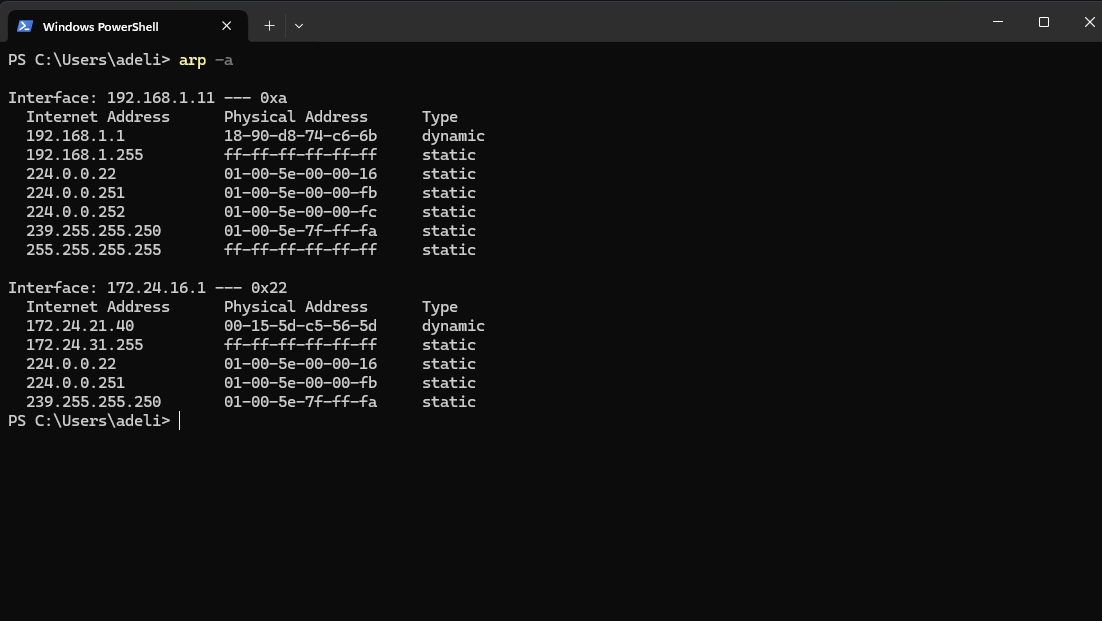 Windows PowerShell
PS C:\Users\adeli> arp -a
Interface: 192.168.1.11 --- 0xa
  Internet Address      Physical Address      Type
  192.168.1.1           18-90-d8-74-c6-6b     dynamic
  192.168.1.255         ff-ff-ff-ff-ff-ff     static
  224.0.0.22            01-00-5e-00-00-16     static
  224.0.0.251           01-00-5e-00-00-fb     static
  224.0.0.252           01-00-5e-00-00-fc     static
  239.255.255.250       01-00-5e-7f-ff-fa     static
  255.255.255.255       ff-ff-ff-ff-ff-ff     static
Interface: 172.24.16.1 --- 0x22
  Internet Address      Physical Address      Type
  172.24.21.40          00-15-5d-c5-56-5d     dynamic
  172.24.31.255         ff-ff-ff-ff-ff-ff     static
  224.0.0.22            01-00-5e-00-00-16     static
  224.0.0.251           01-00-5e-00-00-fb     static
  239.255.255.250       01-00-5e-7f-ff-fa     static
PS C:\Users\adeli>